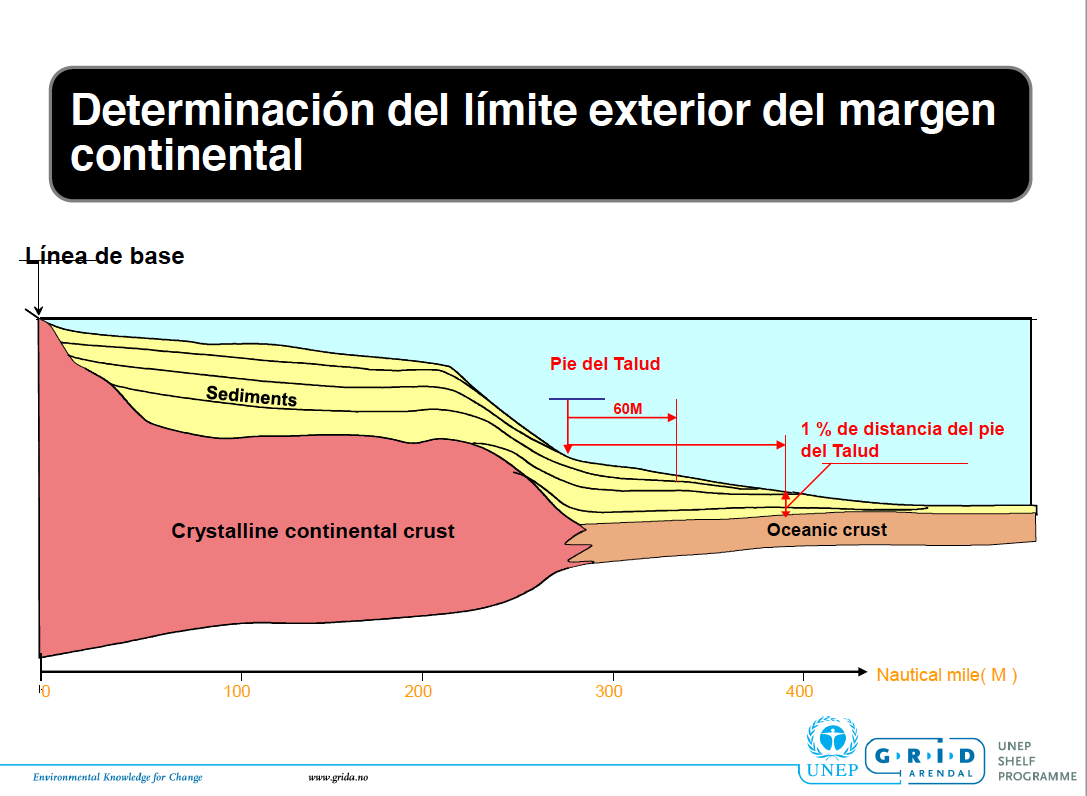 Determinación del límite exterior del margen
continental
Línea de base
Pie del Talud
Sediments
60M
1 % de distancia del pie
del Talud
Crystalline continental crust
Oceanic crust
Nautical mile( M )
0 100 200 300 400
UNEP
GRID
ARENDAL
UNEP
SHELF
PROGRAMME
Environmental Knowledge for Change www.grida.no